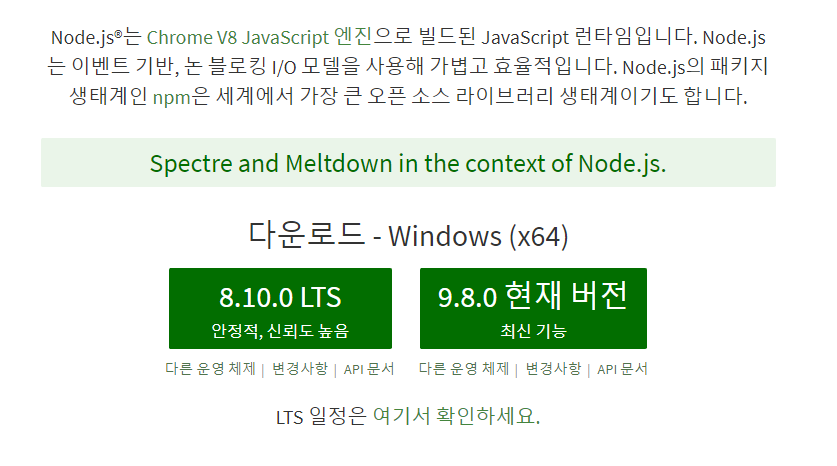 Node.js®는 Chrome V8 JavaScript 엔진으로 빌드된 JavaScript 런타임입니다. Node.js
는 이벤트 기반, 논 블로킹 I/O 모델을 사용해 가볍고 효율적입니다. Node.js의 패키지
생태계인 npm은 세계에서 가장 큰 오픈 소스 라이브러리 생태계이기도 합니다.
Spectre and Meltdown in the context of Node.js.
다운로드 - Windows (x64)
8.10.0 LTS 9.8.0 현재 버전
안정적, 신뢰도 높음 최신 기능
다른 운영 체제 | 변경사항 | API 문서 다른 운영 체제 | 변경사항 | API 문서
LTS 일정은 여기서 확인하세요.